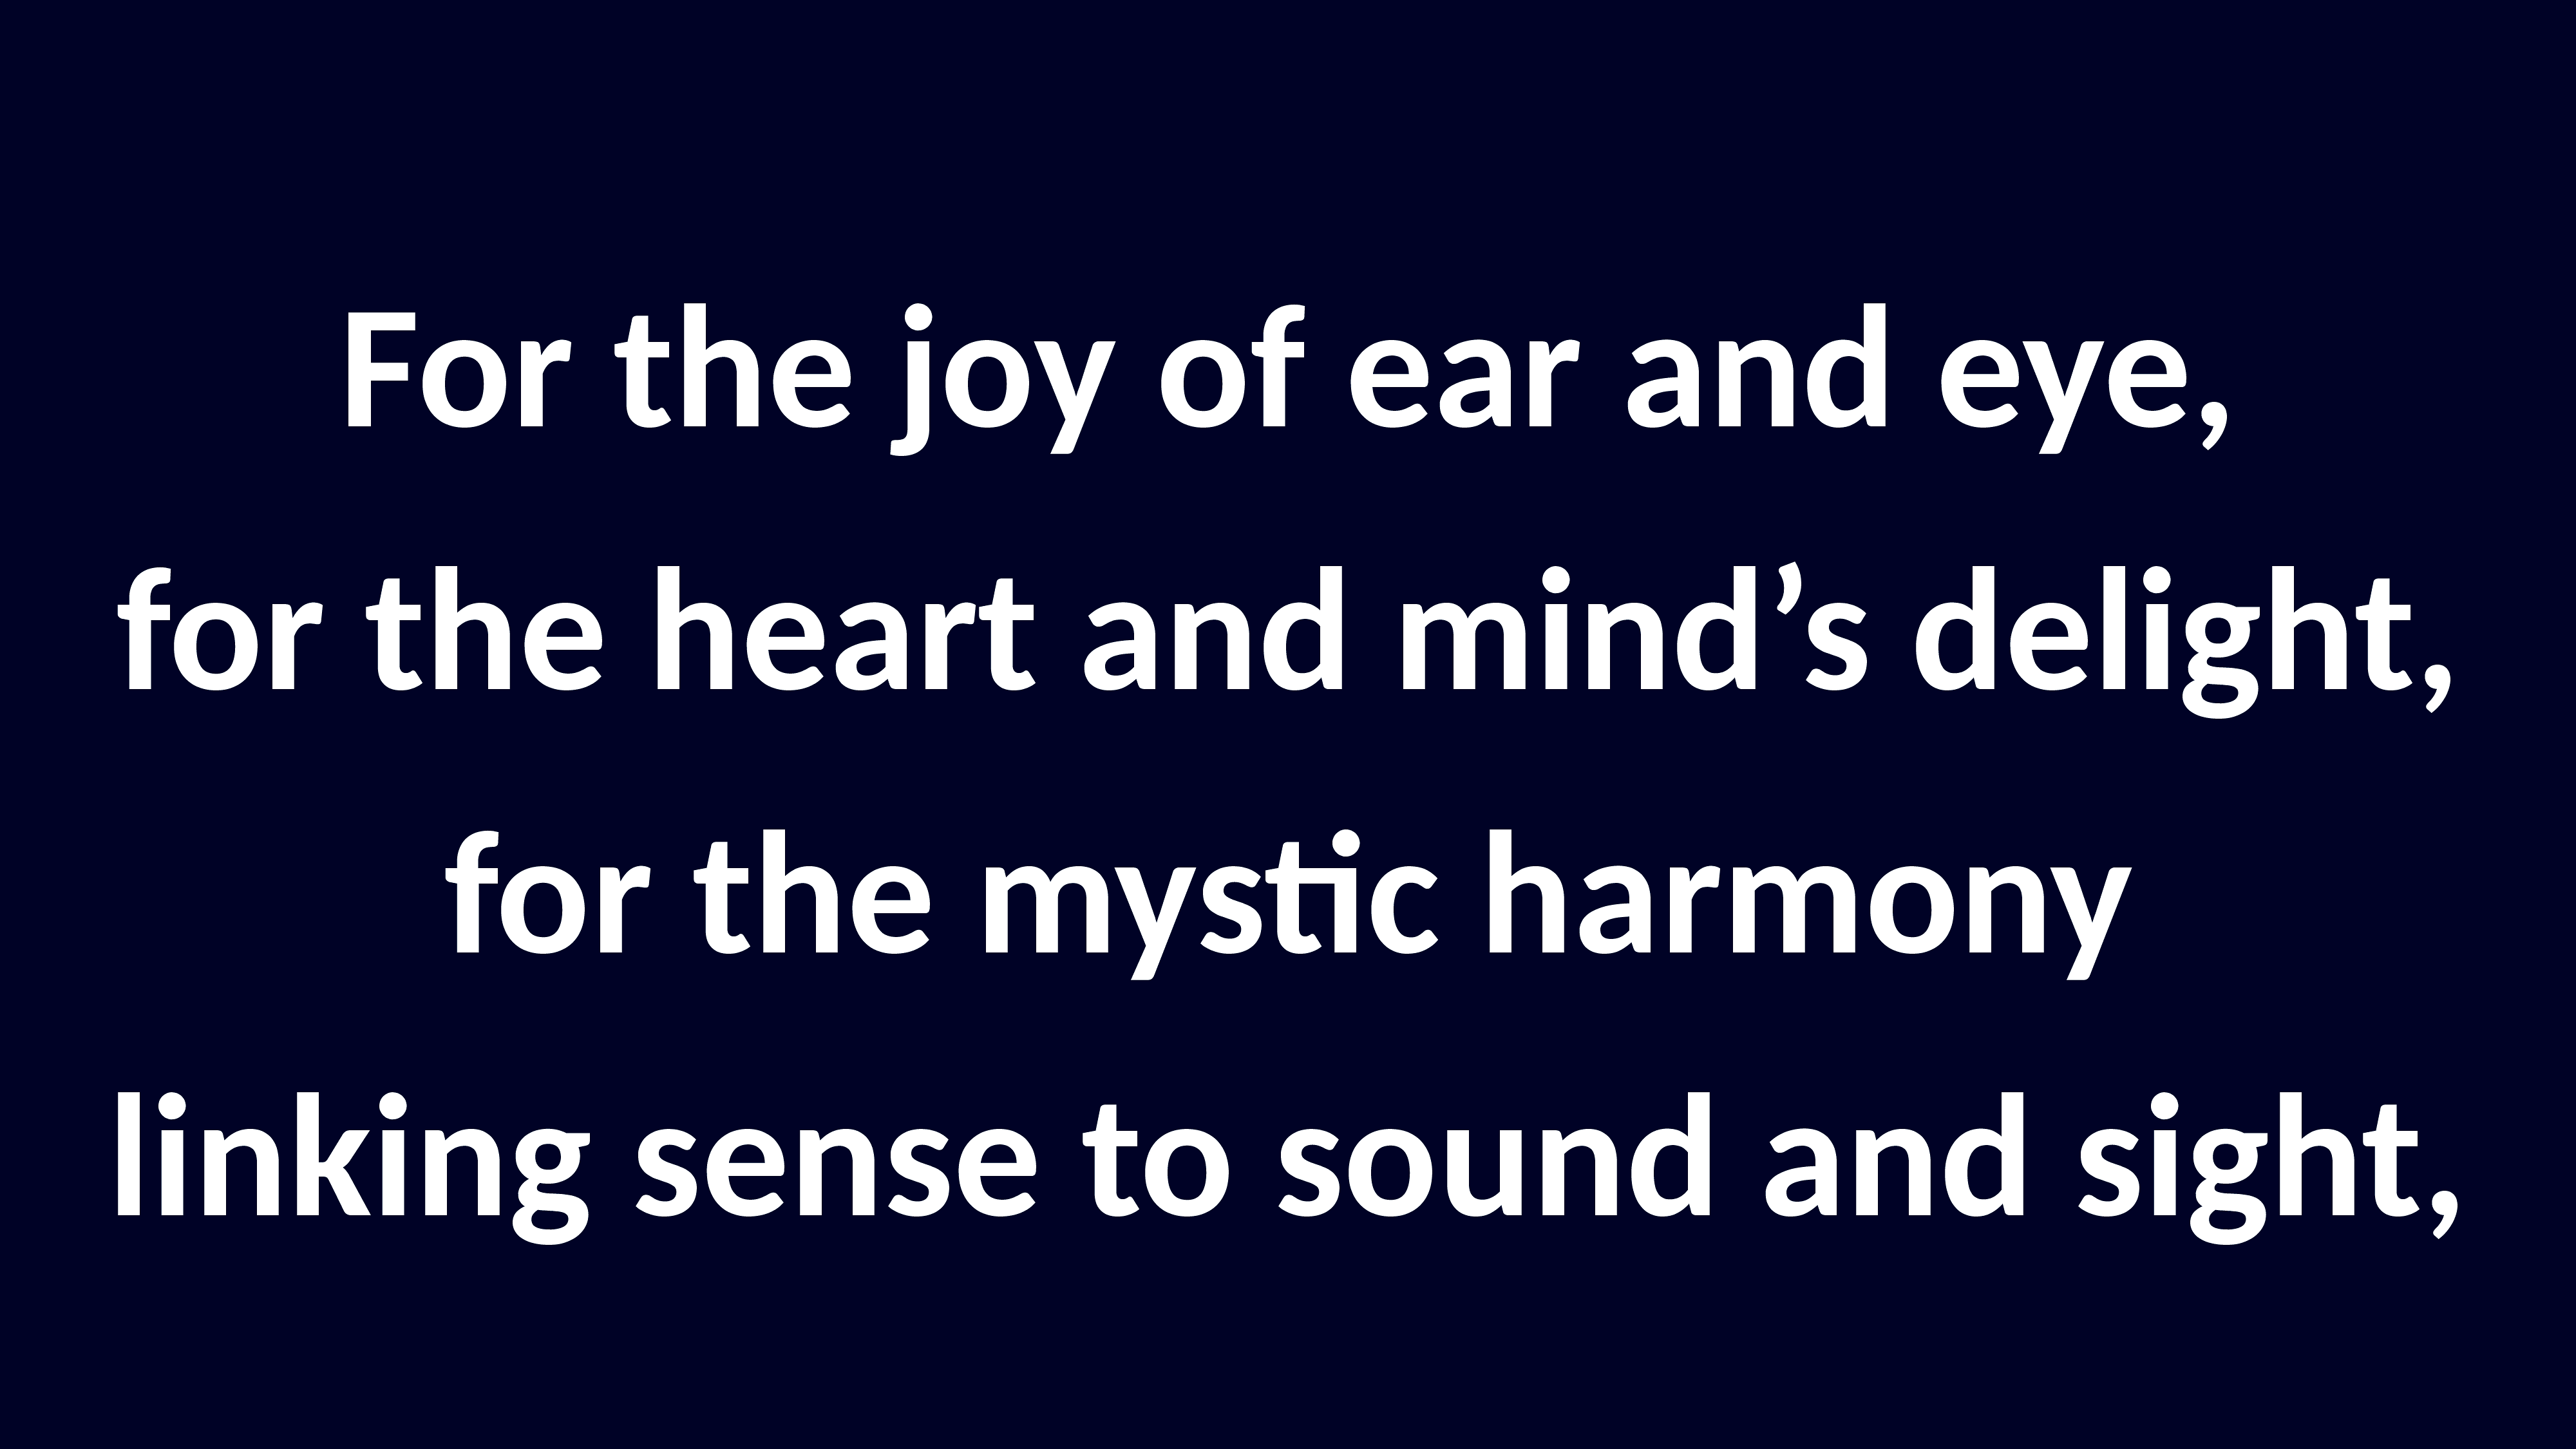 For the joy of ear and eye,
for the heart and mind’s delight,
for the mystic harmony
linking sense to sound and sight,